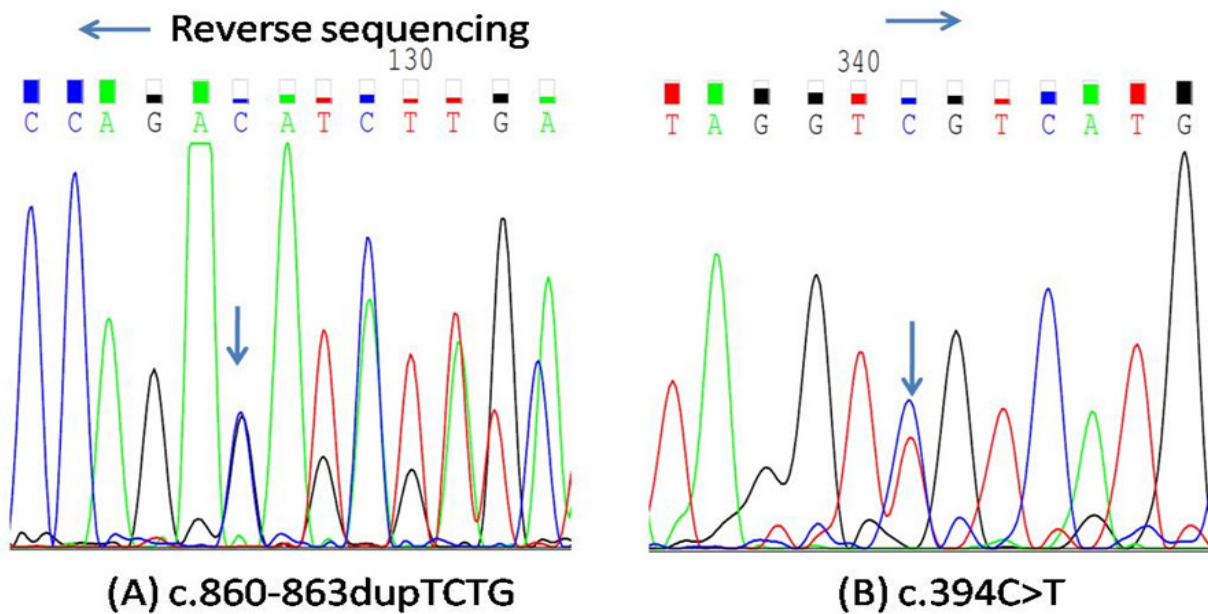 Reverse sequencing
130
C C A G A C A T C T T G A
340
T A G G T C G T C A T G
(A) c.860-863dupTCTG
(B) c.394C>T